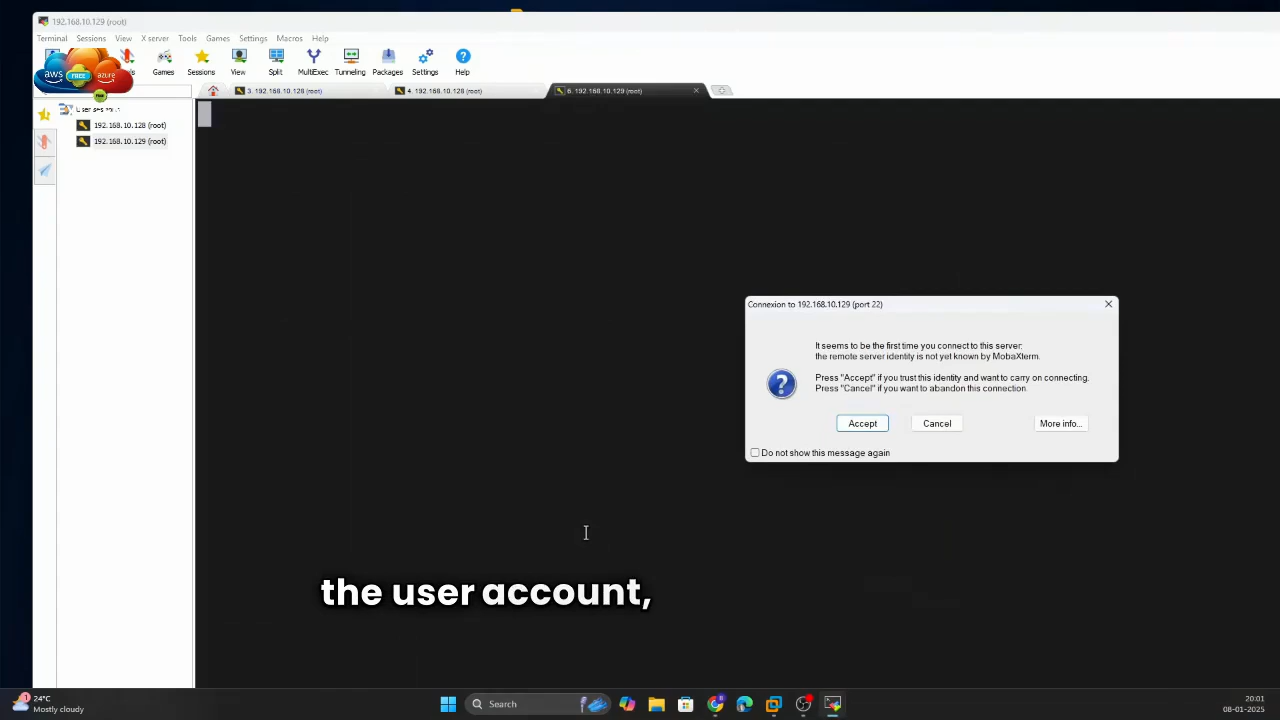 192.168.10.129 (root)
Terminal Sessions View X server Tools Games Settings Macros Help
Games Sessions View Split MultiExec Tunneling Packages Settings Help
aws FREE azure
3. 192.168.10.128 (root) 4. 192.168.10.128 (root) 6. 192.168.10.129 (root)
192.168.10.128 (root)
192.168.10.129 (root)
Connexion to 192.168.10.129 (port 22)
It seems to be the first time you connect to this server:
the remote server identity is not yet known by MobaXterm.
Press "Accept" if you trust this identity and want to carry on connecting.
Press "Cancel" if you want to abandon this connection.
Accept Cancel More info...
Do not show this message again
the user account,
1 24°C
Mostly cloudy
Search
20:01
08-01-2025